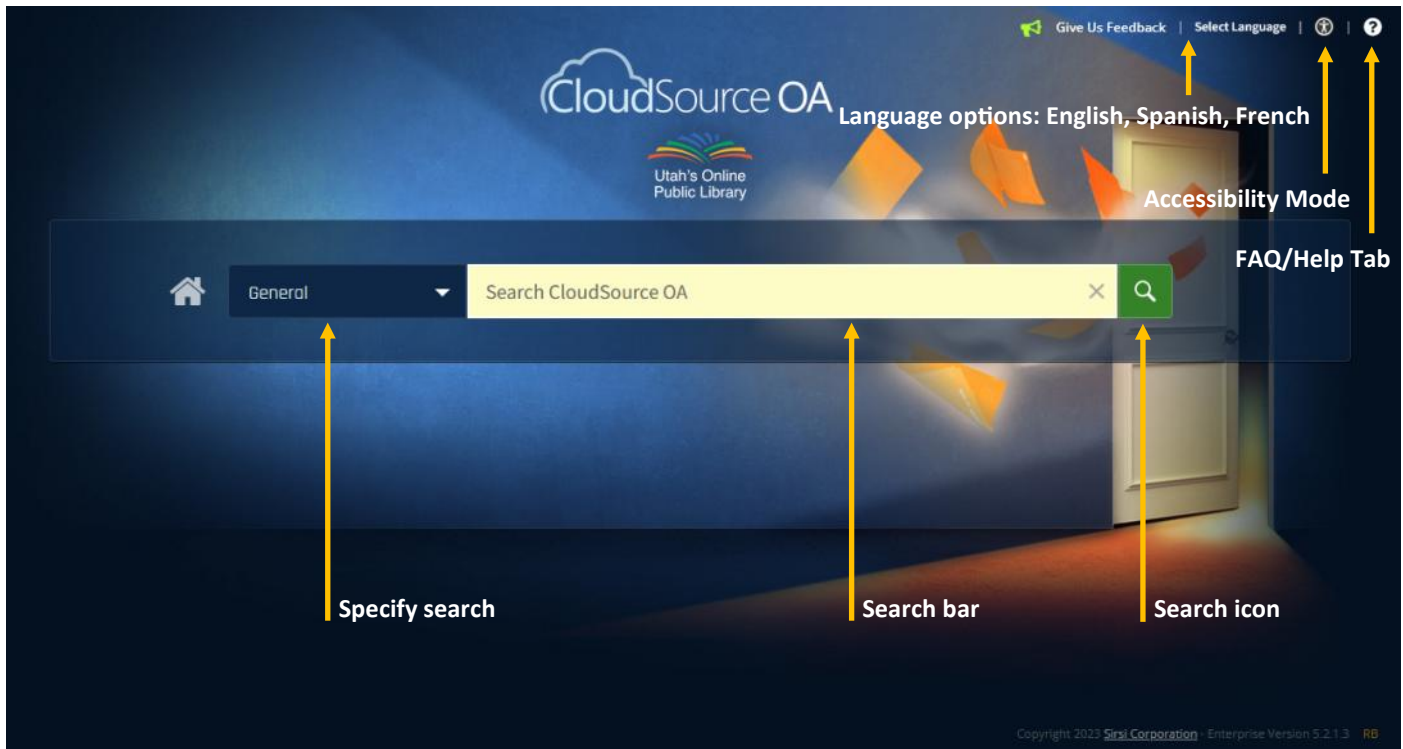 Give Us Feedback | Select Language | | ?
CloudSource OA
Language options: English, Spanish, French
Utah's Online
Public Library
Accessibility Mode
FAQ/Help Tab
General
Search CloudSource OA
Specify search
Search bar
Search icon
Copyright 2023 Sirsi Corporation - Enterprise Version 5.2.1.3 RB